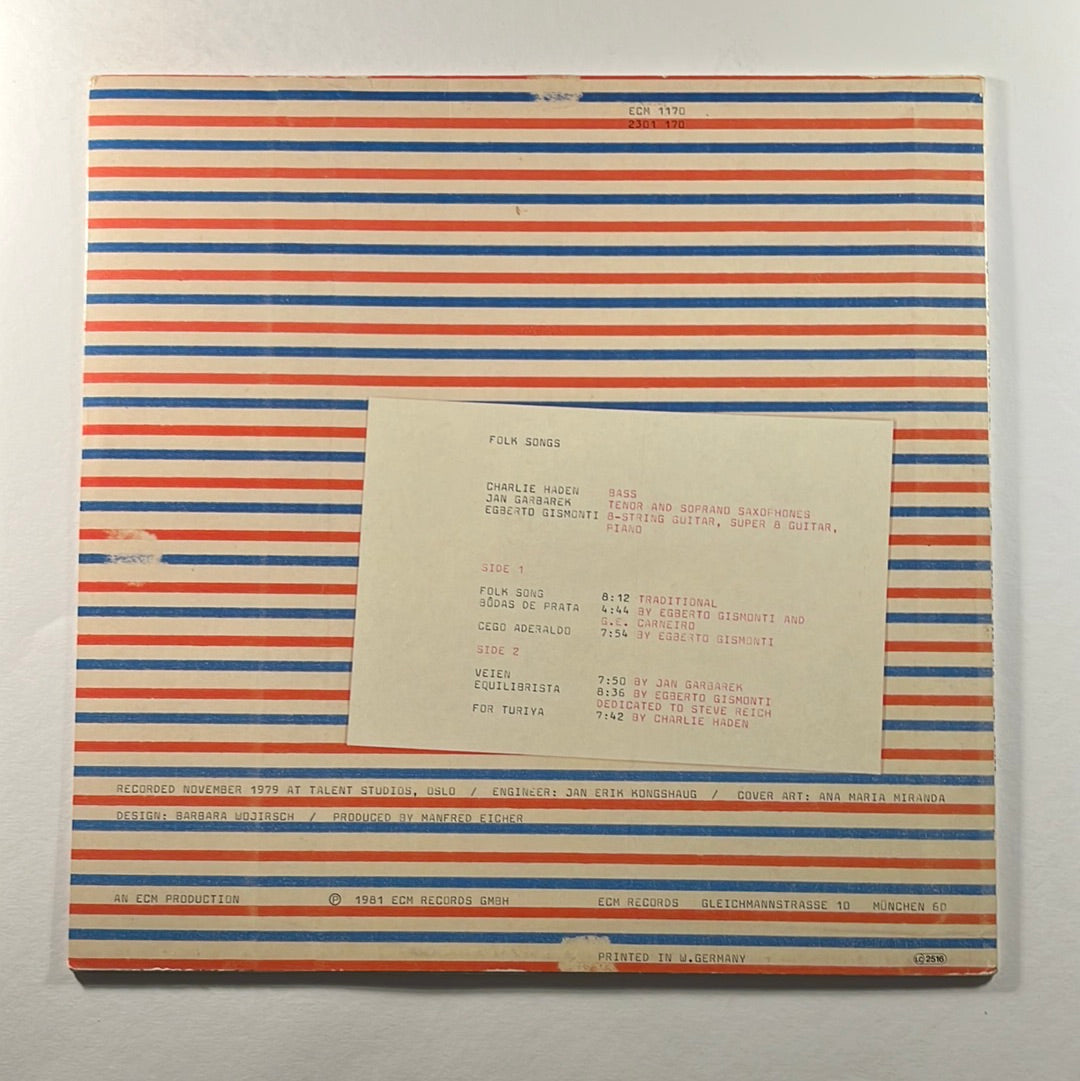 ECM 1170
2301 170
FOLK SONGS
CHARLIE HADEN BASS
JAN GARBAREK TENOR AND SOPRANO SAXOPHONES
EGBERTO GISMONTI 8-STRING GUITAR, SUPER 8 GUITAR,
PIANO
SIDE 1
FOLK SONG 8:12 TRADITIONAL
BÔDAS DE PRATA 4:44 BY EGBERTO GISMONTI AND
G.E. CARNEIRO
CEGO ADERALDO 7:54 BY EGBERTO GISMONTI
SIDE 2
VEIEN 7:50 BY JAN GARBAREK
EQUILIBRISTA 8:36 BY EGBERTO GISMONTI
DEDICATED TO STEVE REICH
FOR TURIYA 7:42 BY CHARLIE HADEN
RECORDED NOVEMBER 1979 AT TALENT STUDIOS, OSLO / ENGINEER: JAN ERIK KONGSHAUG / COVER ART: ANA MARIA MIRANDA
DESIGN: BARBARA WOJIRSCH / PRODUCED BY MANFRED EICHER
AN ECM PRODUCTION ℗ 1981 ECM RECORDS GMBH ECM RECORDS GLEICHMANNSTRASSE 10 MÜNCHEN 60
PRINTED IN W.GERMANY LC 2516